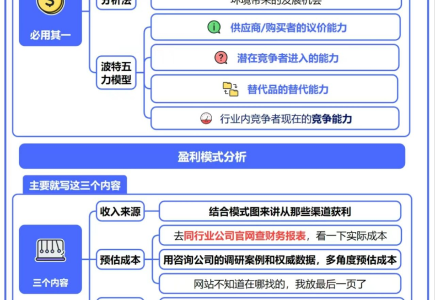 分析法
环境带来的发展机会
必用其一
供应商/购买者的议价能力
潜在竞争者进入的能力
波特五
力模型
替代品的替代能力
行业内竞争者现在的竞争能力
盈利模式分析
主要就写这三个内容
收入来源
结合模式图来讲从那些渠道获利
去同行业公司官网查财务报表，看一下实际成本
预估成本
用咨询公司的调研案例和权威数据，多角度预估成本
三个内容
网站不知道在哪找的，我放最后一页了